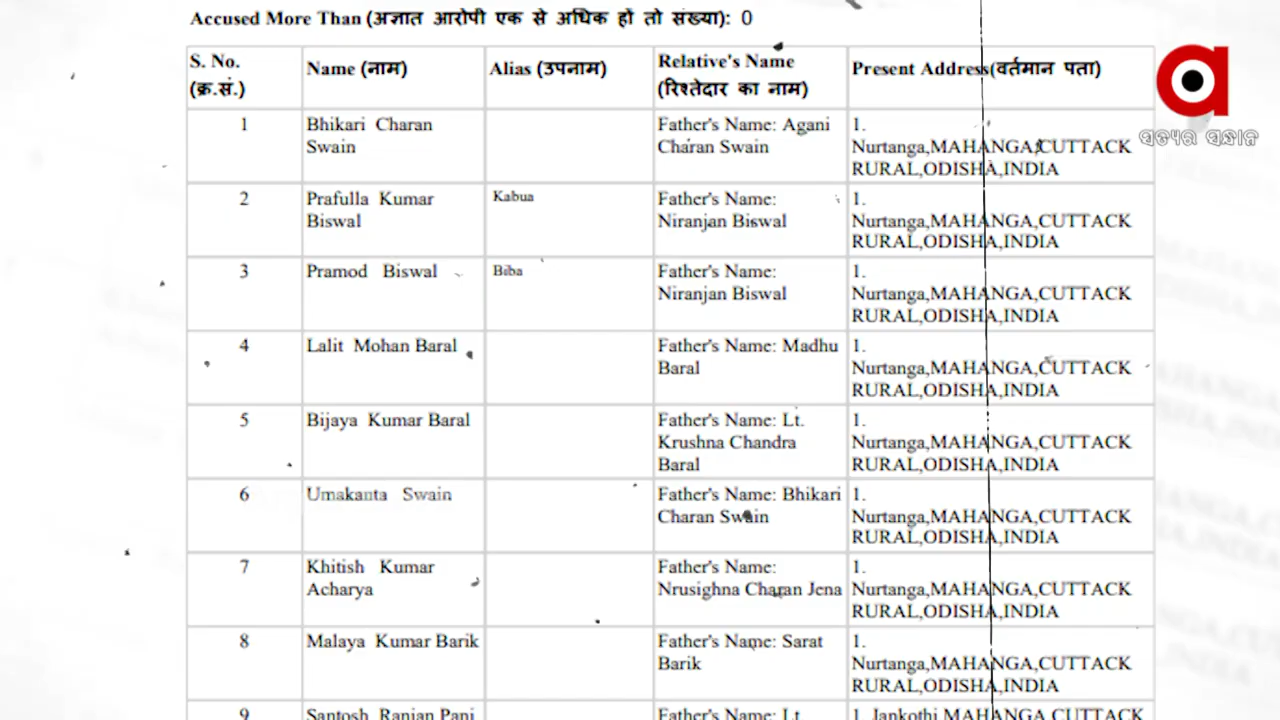 Accused More Than (अज्ञात आरोपी एक से अधिक हों तो संख्या): 0
S. No. (क्र.सं.)
Name (नाम)
Alias (उपनाम)
Relative's Name (रिश्तेदार का नाम)
Present Address(वर्तमान पता)
ସତ୍ୟର ସନ୍ଧାନ
1
Bhikari Charan
Swain
Father's Name: Agani
Charan Swain
1.
Nurtanga,MAHANGA,CUTTACK
RURAL,ODISHA,INDIA
2
Prafulla Kumar
Biswal
Kabua
Father's Name:
Niranjan Biswal
1.
Nurtanga,MAHANGA,CUTTACK
RURAL,ODISHA,INDIA
3
Pramod Biswal
Biba
Father's Name:
Niranjan Biswal
1.
Nurtanga,MAHANGA,CUTTACK
RURAL,ODISHA,INDIA
4
Lalit Mohan Baral
Father's Name: Madhu
Baral
1.
Nurtanga,MAHANGA,CUTTACK
RURAL,ODISHA,INDIA
5
Bijaya Kumar Baral
Father's Name: Lt.
Krushna Chandra
Baral
1.
Nurtanga,MAHANGA,CUTTACK
RURAL,ODISHA,INDIA
6
Umakanta Swain
Father's Name: Bhikari
Charan Swain
1.
Nurtanga,MAHANGA,CUTTACK
RURAL,ODISHA,INDIA
7
Khitish Kumar
Acharya
Father's Name:
Nrusighna Charan Jena
1.
Nurtanga,MAHANGA,CUTTACK
RURAL,ODISHA,INDIA
8
Malaya Kumar Barik
Father's Name: Sarat
Barik
1.
Nurtanga,MAHANGA,CUTTACK
RURAL,ODISHA,INDIA
9
Santosh Ranjan Pani
Father's Name: Lt.
1. Jankothi,MAHANGA,CUTTACK